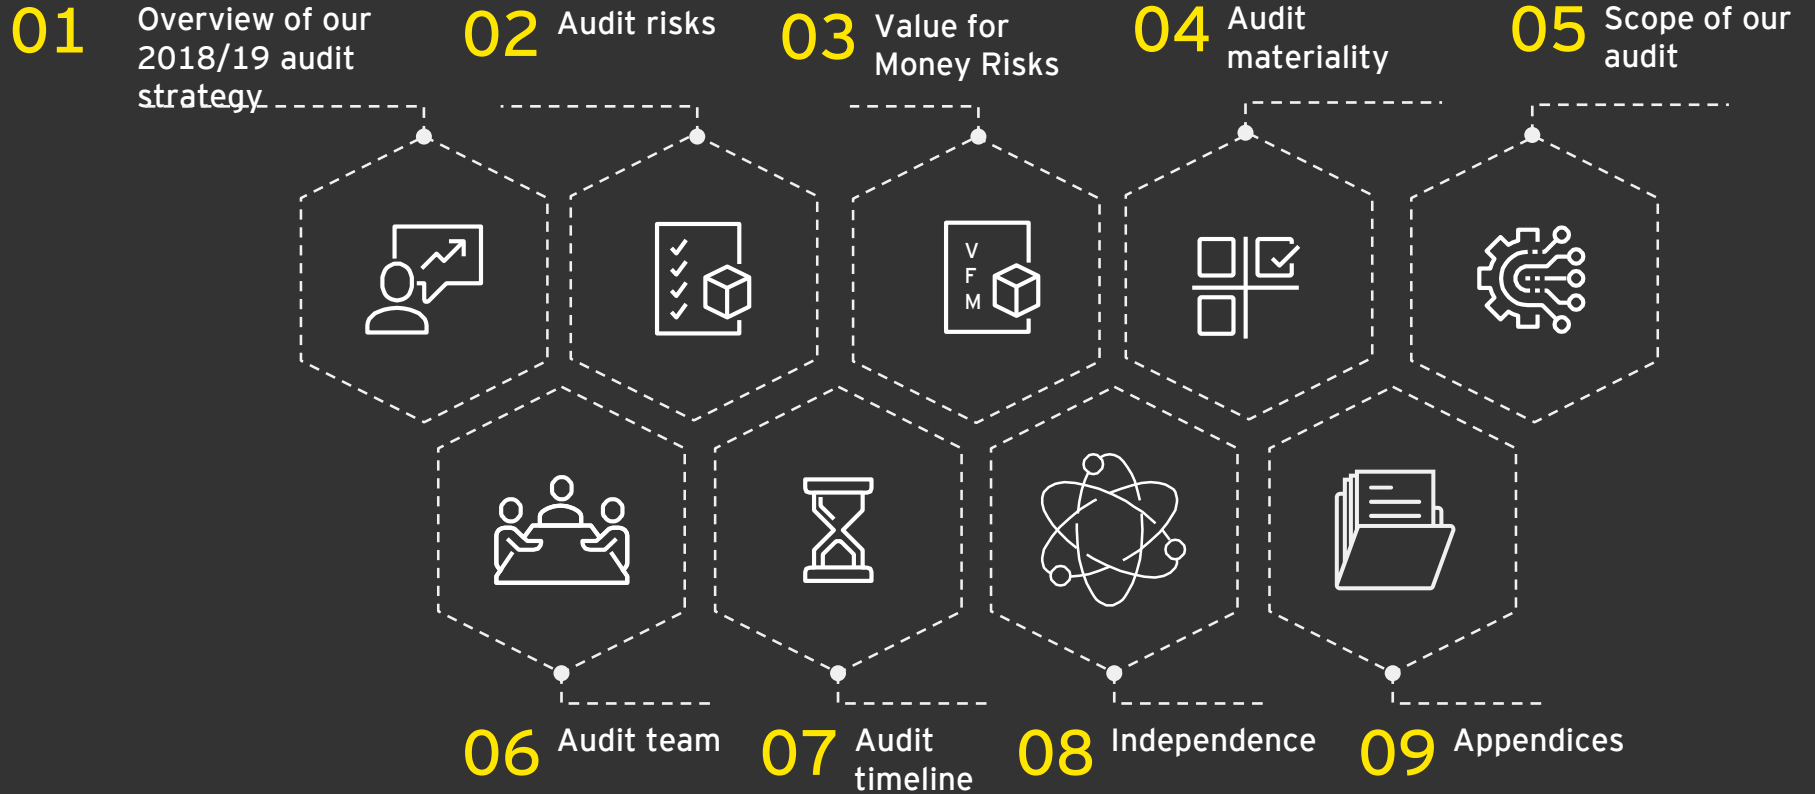 01
Overview of our
2018/19 audit
strategy
02
Audit risks
03
Value for
Money Risks
04
Audit
materiality
05
Scope of our
audit
V
F
M
06
Audit team
07
Audit
timeline
08
Independence
09
Appendices